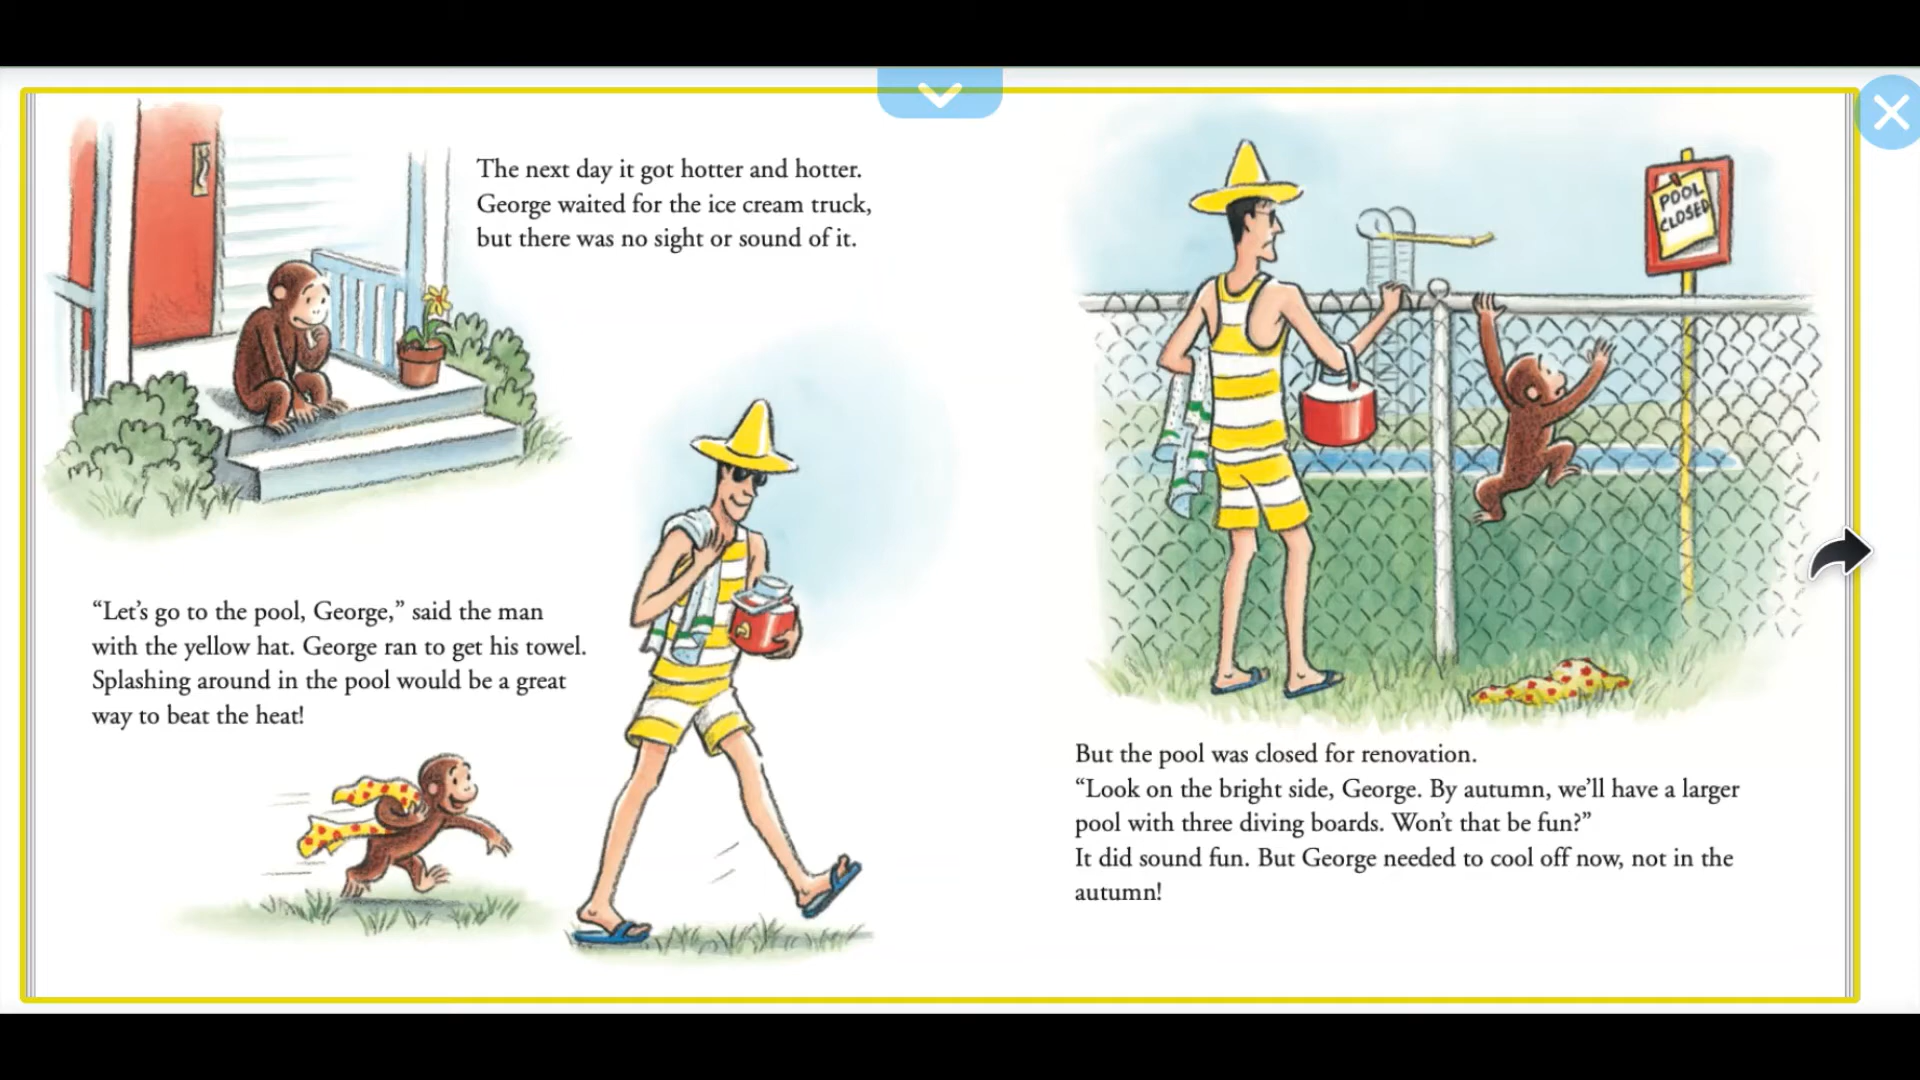 The next day it got hotter and hotter.
George waited for the ice cream truck,
but there was no sight or sound of it.
“Let’s go to the pool, George,” said the man
with the yellow hat. George ran to get his towel.
Splashing around in the pool would be a great
way to beat the heat!
POOL
CLOSED
But the pool was closed for renovation.
“Look on the bright side, George. By autumn, we’ll have a larger
pool with three diving boards. Won’t that be fun?”
It did sound fun. But George needed to cool off now, not in the
autumn!